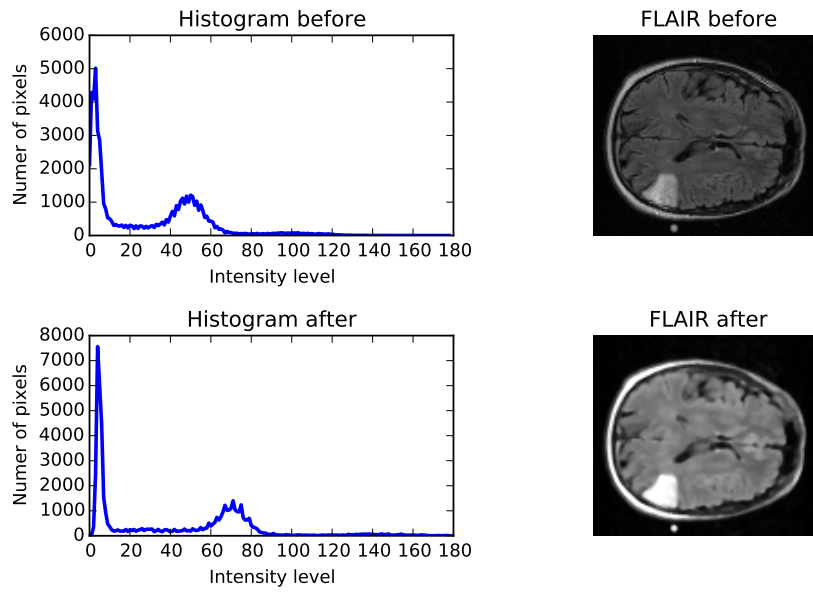 Histogram before
FLAIR before
6000
5000
4000
3000
2000
1000
0
Numer of pixels
0 20 40 60 80 100 120 140 160 180
Intensity level
Histogram after
FLAIR after
8000
7000
6000
5000
4000
3000
2000
1000
0
Numer of pixels
0 20 40 60 80 100 120 140 160 180
Intensity level